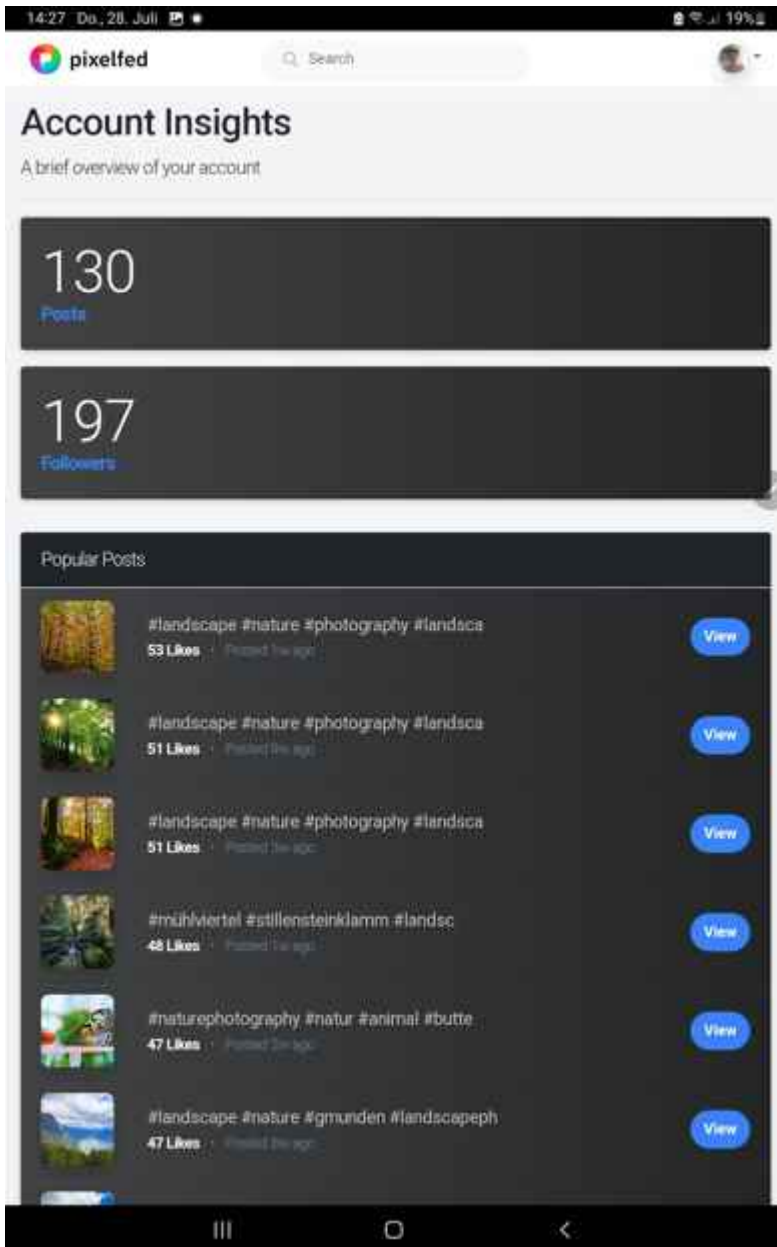 14:27 Do., 28. Juli
19%
pixelfed
Search
Account Insights
A brief overview of your account
130
Posts
197
Followers
Popular Posts
#landscape #nature #photography #landsca
View
53 Likes
#landscape #nature #photography #landsca
View
51 Likes
#landscape #nature #photography #landsca
View
51 Likes
#mühlviertel #stillensteinklamm #landsc
View
48 Likes
#naturephotography #natur #animal #butte
View
47 Likes
#landscape #nature #gmunden #landscapeph
View
47 Likes